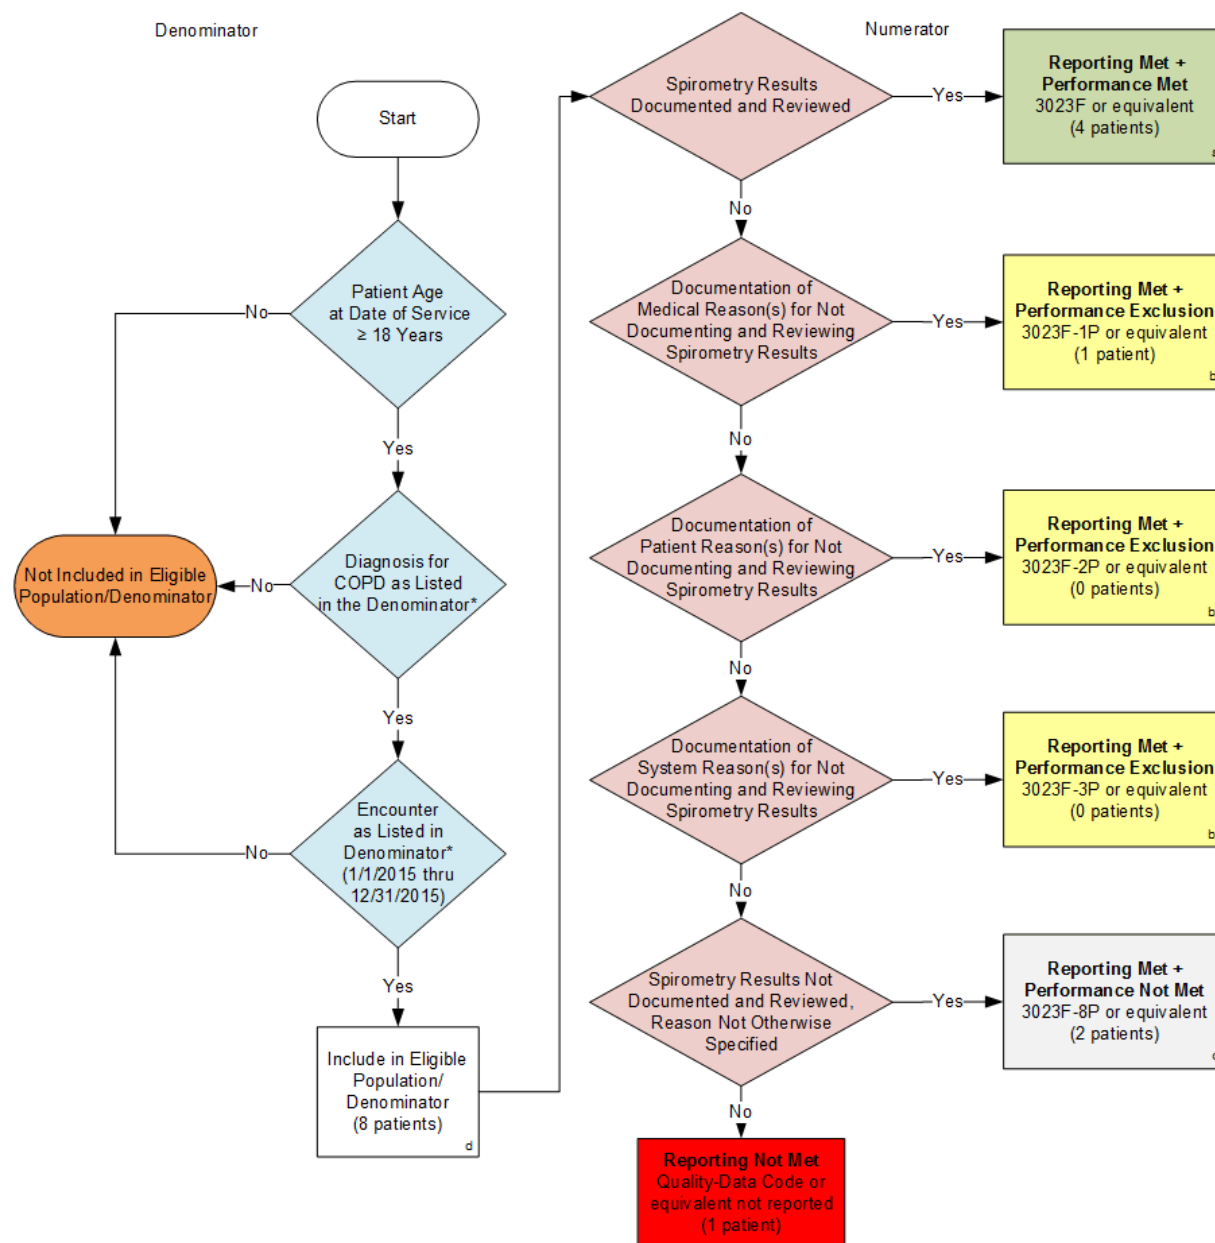 Denominator
Numerator
Start
Patient Age
at Date of Service
≥ 18 Years
No
Yes
Diagnosis for
COPD as Listed
in the Denominator*
No
Not Included in Eligible
Population/Denominator
Yes
Encounter
as Listed in
Denominator*
(1/1/2015 thru
12/31/2015)
No
Yes
Include in Eligible
Population/
Denominator
(8 patients)
d
Spirometry Results
Documented and Reviewed
Yes
Reporting Met +
Performance Met
3023F or equivalent
(4 patients)
a
No
Documentation of
Medical Reason(s) for Not
Documenting and Reviewing
Spirometry Results
Yes
Reporting Met +
Performance Exclusion
3023F-1P or equivalent
(1 patient)
b
No
Documentation of
Patient Reason(s) for Not
Documenting and Reviewing
Spirometry Results
Yes
Reporting Met +
Performance Exclusion
3023F-2P or equivalent
(0 patients)
b
No
Documentation of
System Reason(s) for Not
Documenting and Reviewing
Spirometry Results
Yes
Reporting Met +
Performance Exclusion
3023F-3P or equivalent
(0 patients)
b
No
Spirometry Results Not
Documented and Reviewed,
Reason Not Otherwise
Specified
Yes
Reporting Met +
Performance Not Met
3023F-8P or equivalent
(2 patients)
c
No
Reporting Not Met
Quality-Data Code or
equivalent not reported
(1 patient)